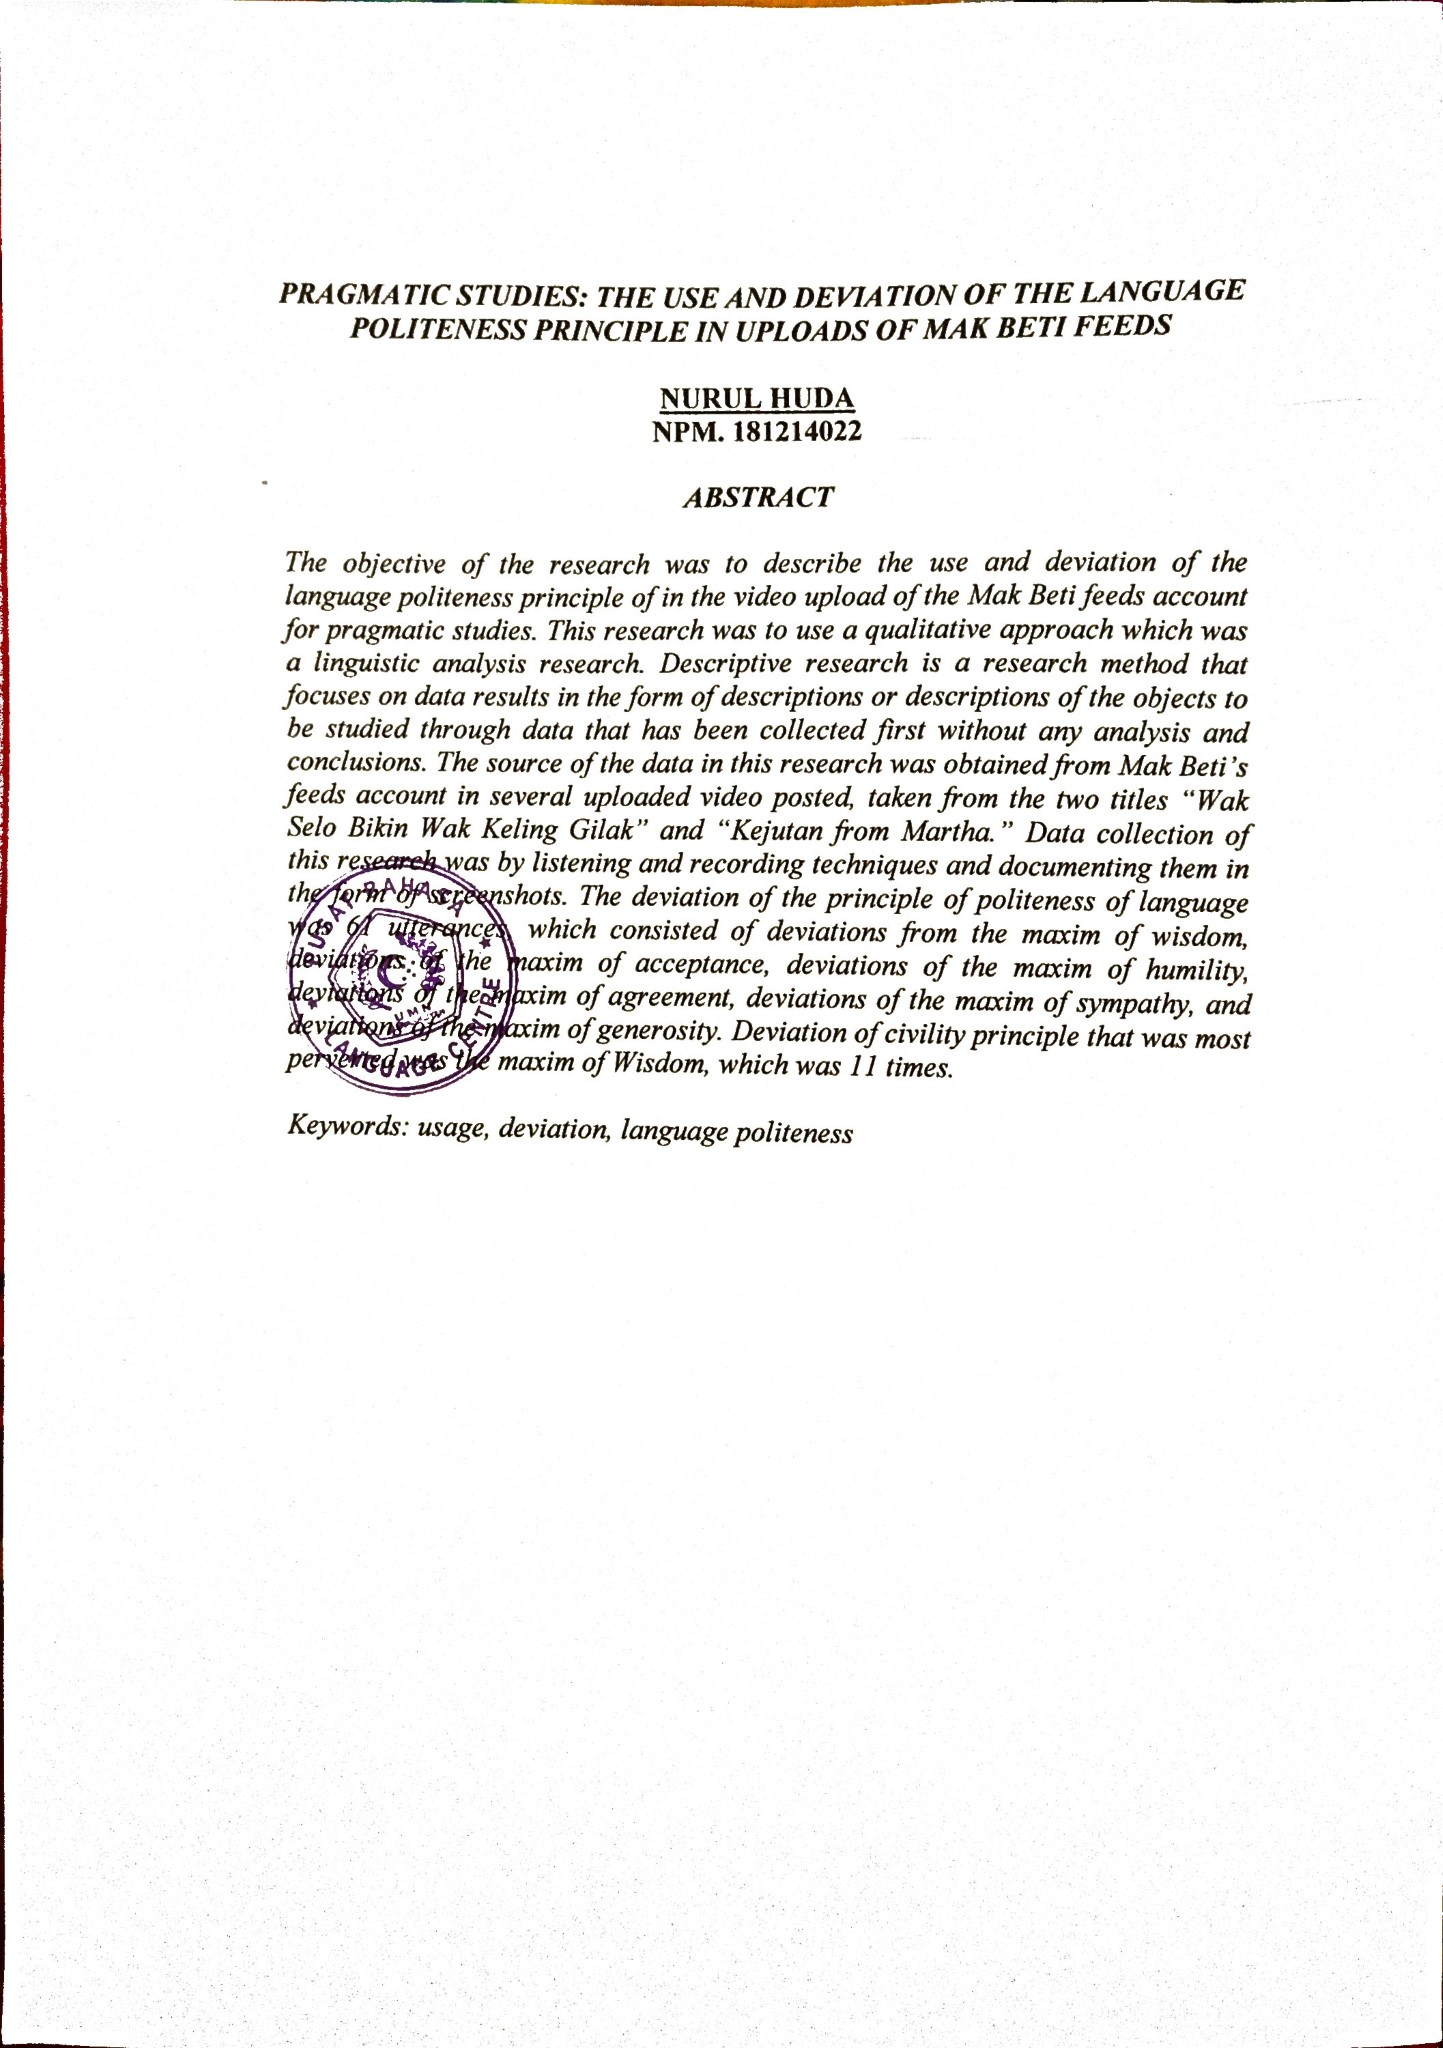 PRAGMATIC STUDIES: THE USE AND DEVIATION OF THE LANGUAGE
POLITENESS PRINCIPLE IN UPLOADS OF MAK BETI FEEDS
NURUL HUDA
NPM. 181214022
ABSTRACT
The objective of the research was to describe the use and deviation of the
language politeness principle of in the video upload of the Mak Beti feeds account
for pragmatic studies. This research was to use a qualitative approach which was
a linguistic analysis research. Descriptive research is a research method that
focuses on data results in the form of descriptions or descriptions of the objects to
be studied through data that has been collected first without any analysis and
conclusions. The source of the data in this research was obtained from Mak Beti's
feeds account in several uploaded video posted, taken from the two titles “Wak
Selo Bikin Wak Keling Gilak” and “Kejutan from Martha.” Data collection of
this research was by listening and recording techniques and documenting them in
the form of screenshots. The deviation of the principle of politeness of language
was 61 utterances, which consisted of deviations from the maxim of wisdom,
deviations of the maxim of acceptance, deviations of the maxim of humility,
deviations of the maxim of agreement, deviations of the maxim of sympathy, and
deviations of the maxim of generosity. Deviation of civility principle that was most
perverted was the maxim of Wisdom, which was 11 times.
Keywords: usage, deviation, language politeness
PUSAT BAHASA
UMN
LANGUAGE CENTRE